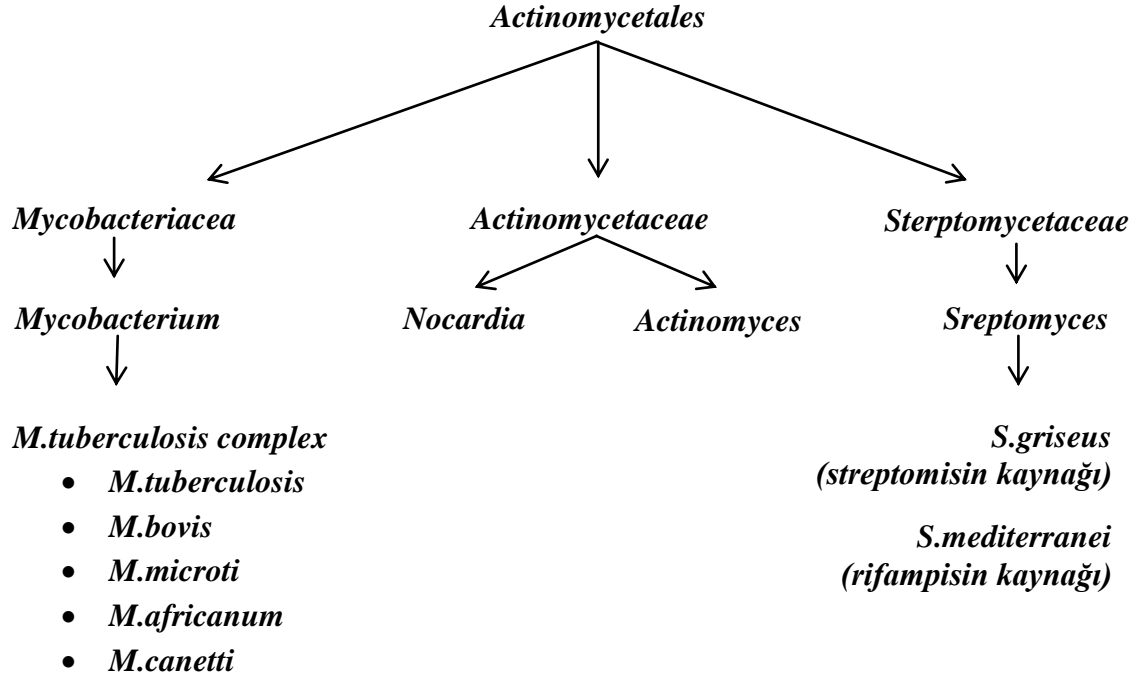 Actinomycetales
Mycobacteriacea
Actinomycetaceae
Sterptomycetaceae
Mycobacterium
Nocardia
Actinomyces
Sreptomyces
M.tuberculosis complex
• M.tuberculosis
• M.bovis
• M.microti
• M.africanum
• M.canetti
S.griseus
(streptomisin kaynağı)
S.mediterranei
(rifampisin kaynağı)